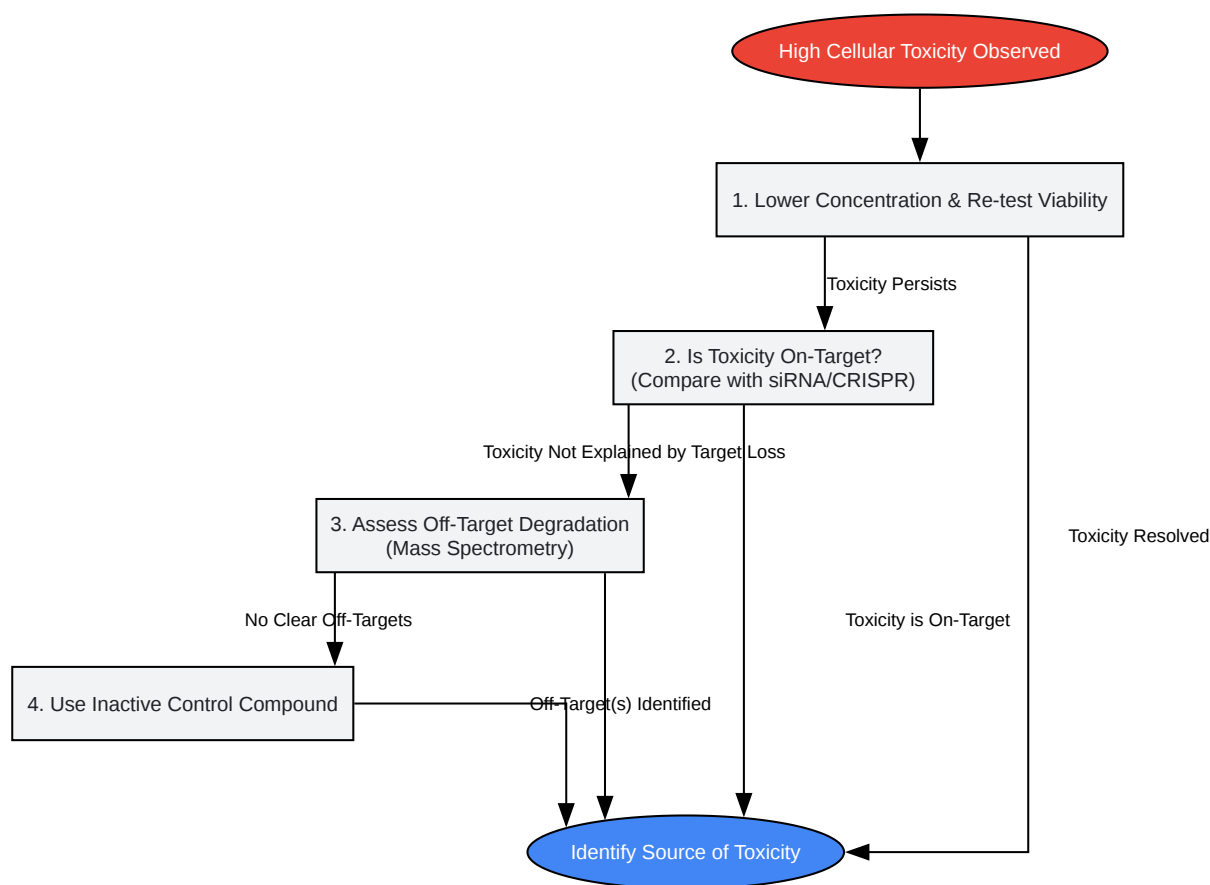 High Cellular Toxicity Observed
1. Lower Concentration & Re-test Viability
Toxicity Persists
2. Is Toxicity On-Target?
(Compare with siRNA/CRISPR)
Toxicity Not Explained by Target Loss
3. Assess Off-Target Degradation
(Mass Spectrometry)
Toxicity Resolved
No Clear Off-Targets
Toxicity is On-Target
4. Use Inactive Control Compound
Off-Target(s) Identified
Identify Source of Toxicity